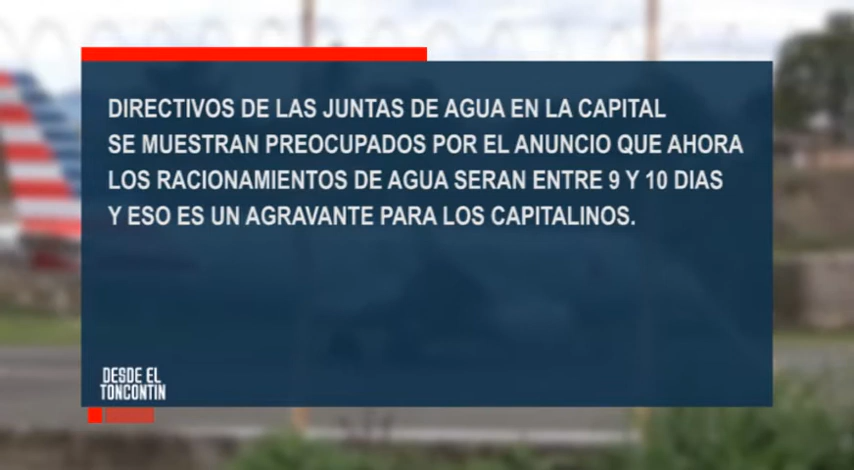 DIRECTIVOS DE LAS JUNTAS DE AGUA EN LA CAPITAL
SE MUESTRAN PREOCUPADOS POR EL ANUNCIO QUE AHORA
LOS RACIONAMIENTOS DE AGUA SERAN ENTRE 9 Y 10 DIAS
Y ESO ES UN AGRAVANTE PARA LOS CAPITALINOS.
DESDE EL
TONCONTIN